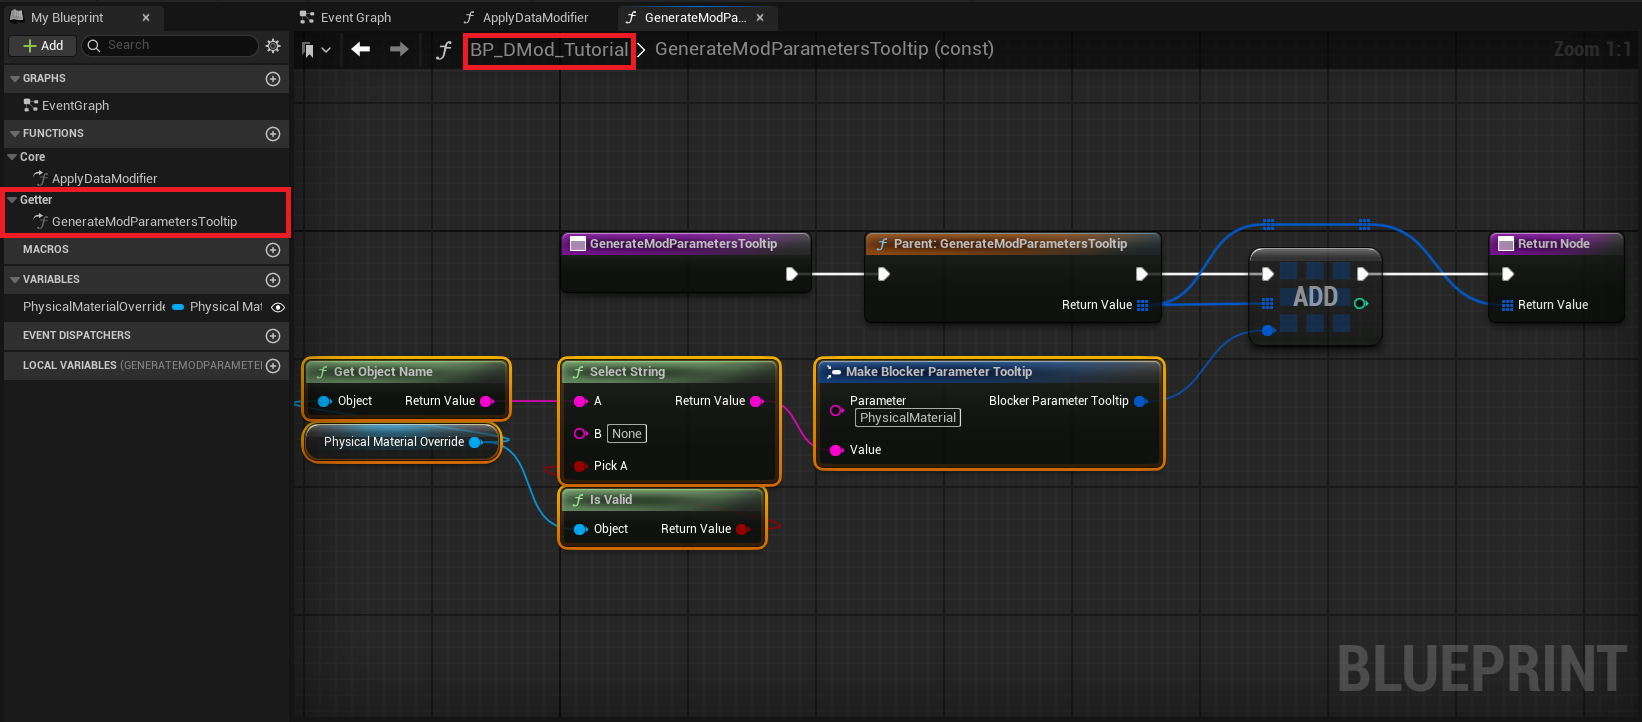 My Blueprint
Add
Search
GRAPHS
EventGraph
FUNCTIONS
Core
ApplyDataModifier
Getter
GenerateModParametersTooltip
MACROS
VARIABLES
PhysicalMaterialOverride Physical Mat
EVENT DISPATCHERS
LOCAL VARIABLES (GENERATEMODPARAMETER
Event Graph
ApplyDataModifier
GenerateModPa...
BP_DMod_Tutorial > GenerateModParametersTooltip (const)
Zoom 1:1
GenerateModParametersTooltip
Parent: GenerateModParametersTooltip
Return Value
ADD
Return Node
Return Value
Get Object Name
Object Return Value
Physical Material Override
Select String
A Return Value
B None
Pick A
Is Valid
Object Return Value
Make Blocker Parameter Tooltip
Parameter Blocker Parameter Tooltip
PhysicalMaterial
Value
BLUEPRINT